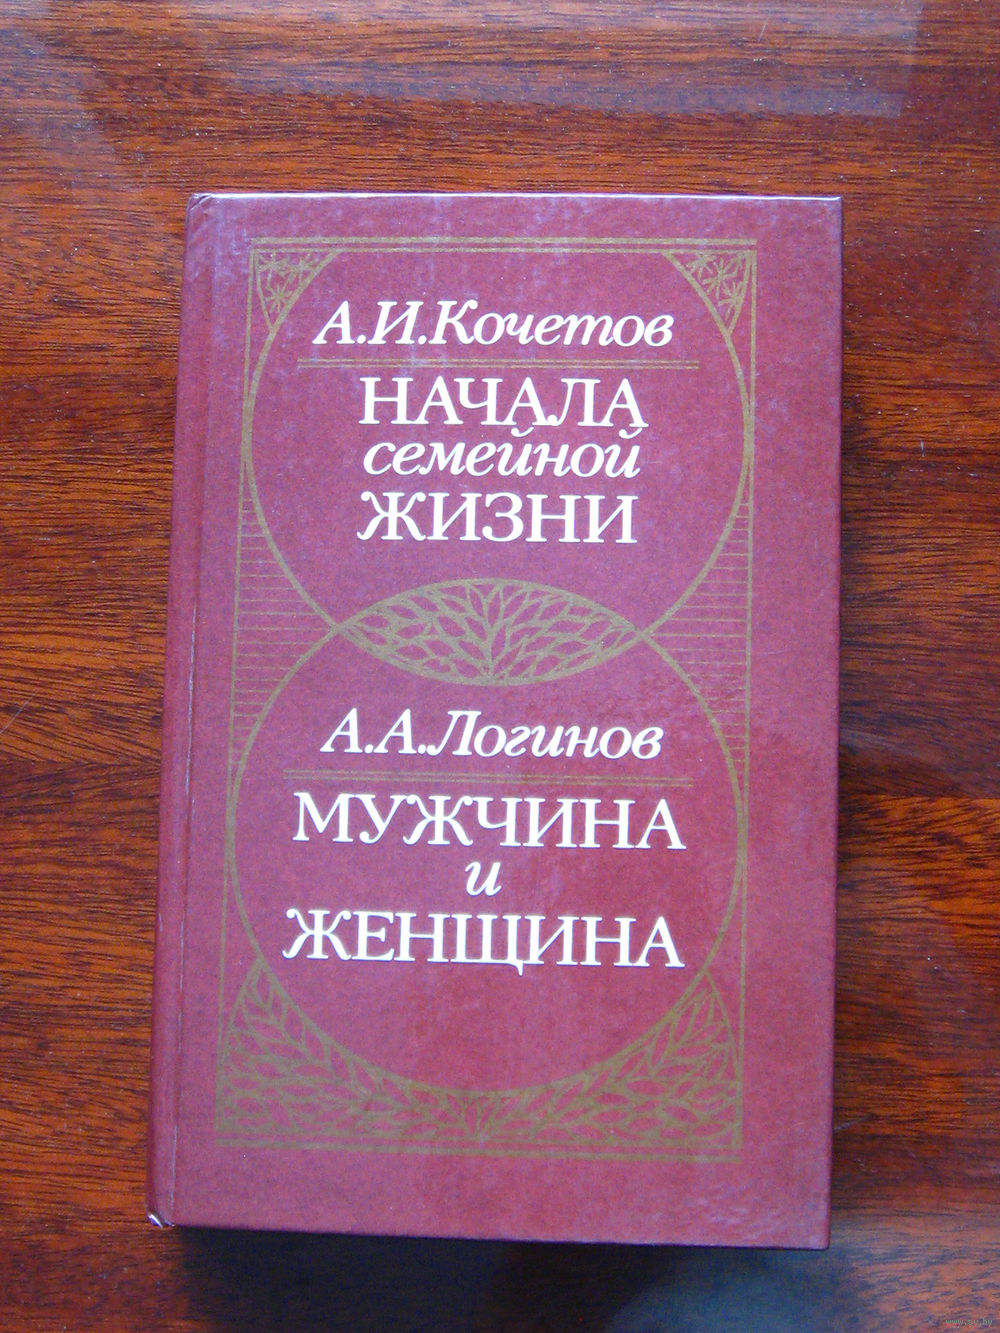 А.И.Кочетов
НАЧАЛА
семейной
ЖИЗНИ
А.А.Логинов
МУЖЧИНА
и
ЖЕНЩИНА